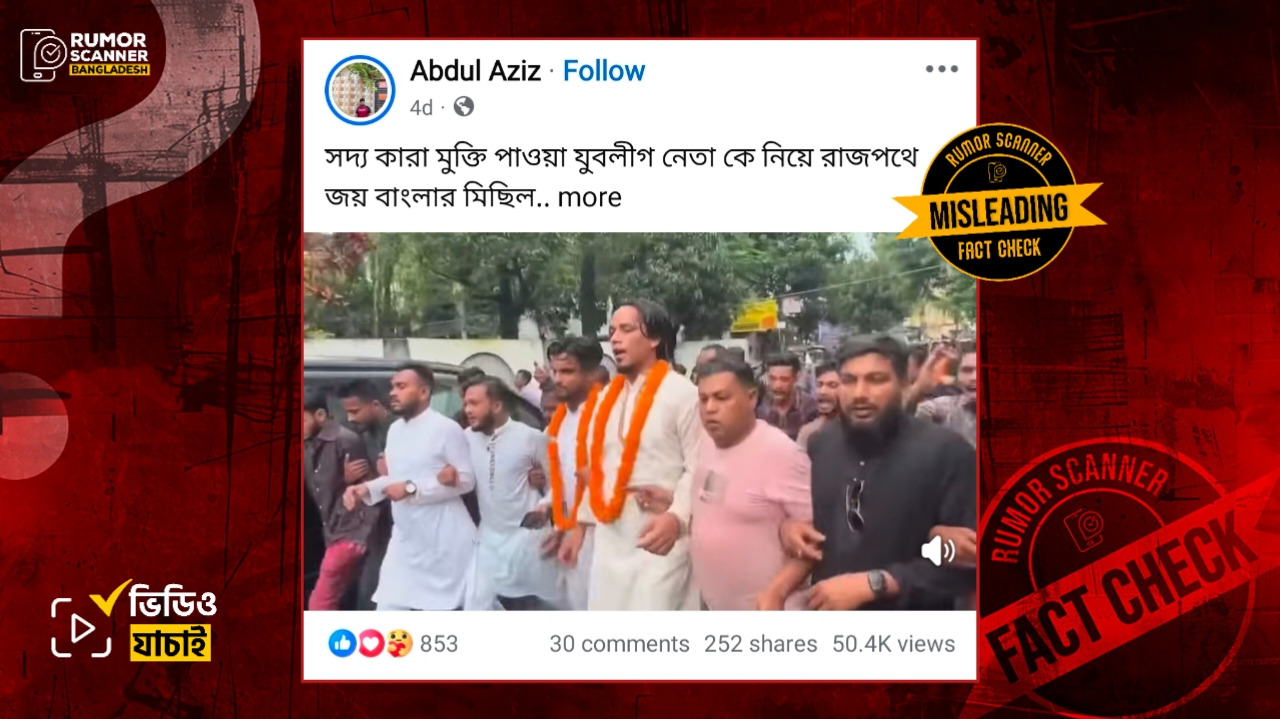 RUMOR
SCANNER
BANGLADESH
Abdul Aziz · Follow
4d ·
সদ্য কারা মুক্তি পাওয়া যুবলীগ নেতা কে নিয়ে রাজপথে
জয় বাংলার মিছিল.. more
RUMOR SCANNER
MISLEADING
FACT CHECK
853
30 comments 252 shares 50.4K views
ভিডিও
যাচাই
RUMOR SCANNER
FACT CHECK